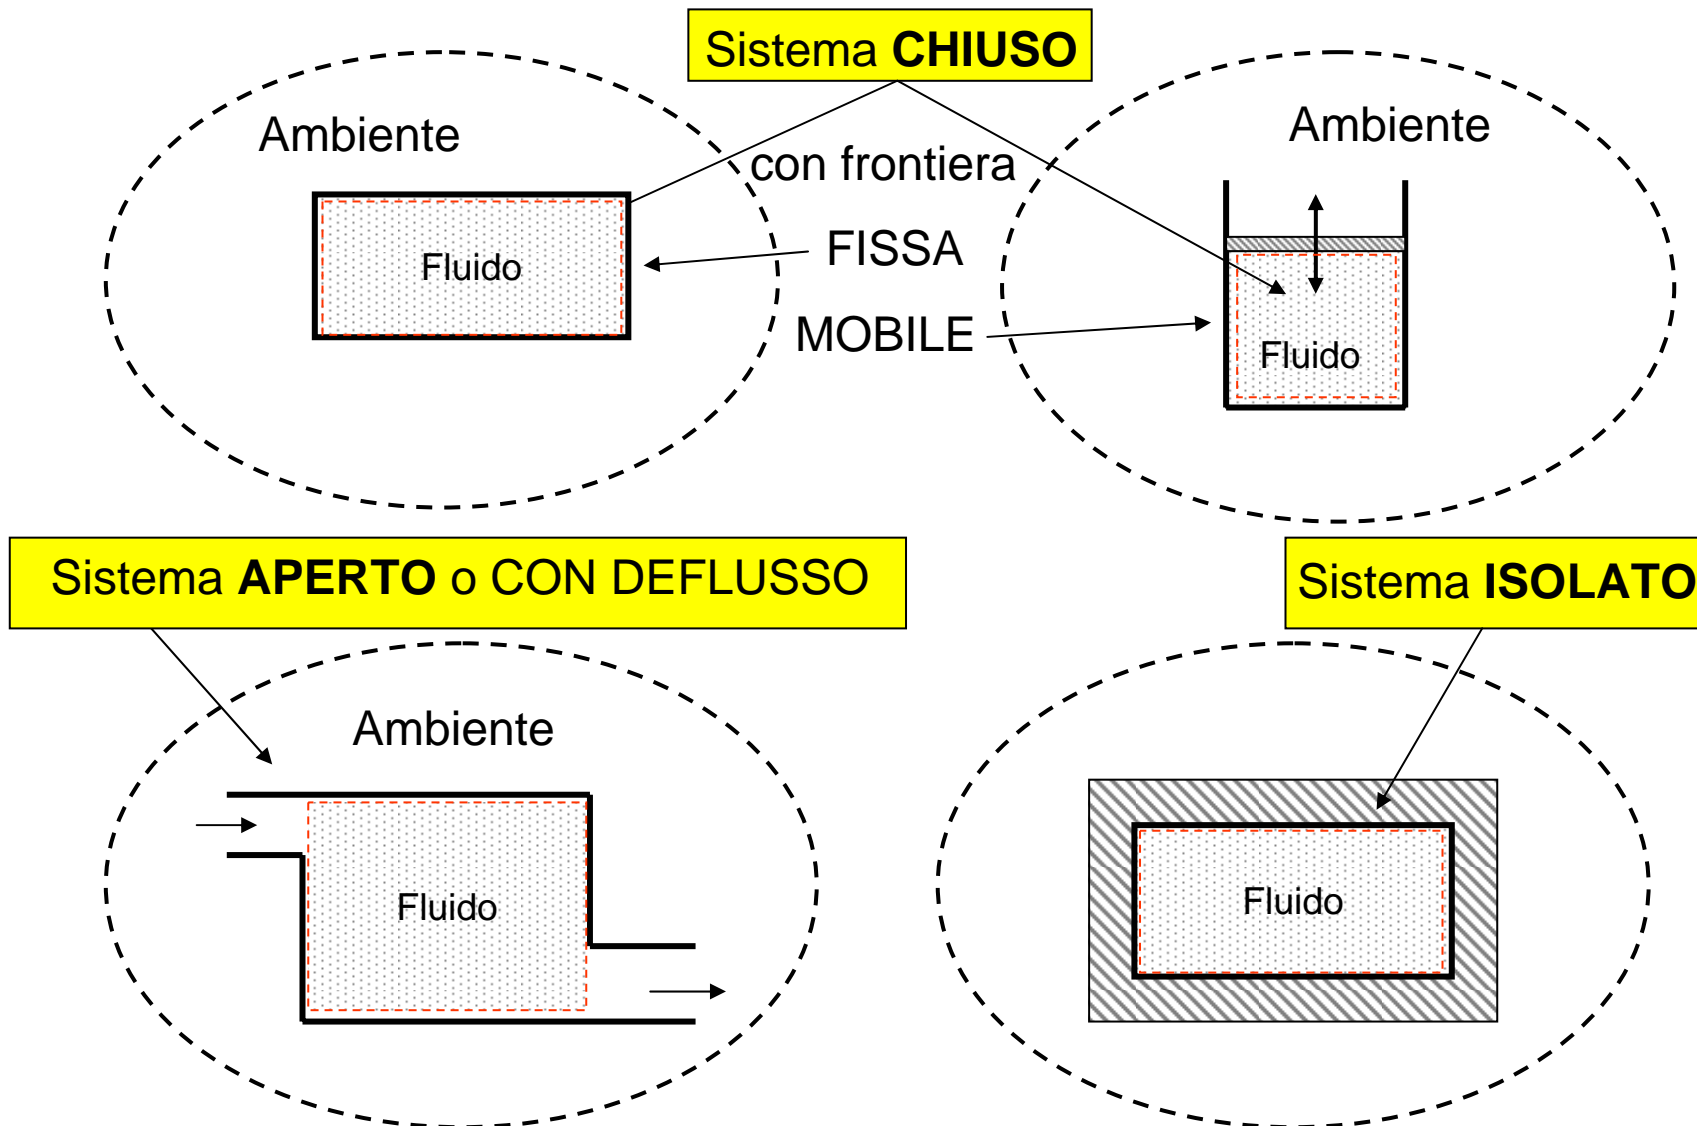 Sistema CHIUSO
Ambiente
con frontiera
Ambiente
Fluido
FISSA
MOBILE
Fluido
Sistema APERTO o CON DEFLUSSO
Sistema ISOLATO
Ambiente
Fluido
Fluido